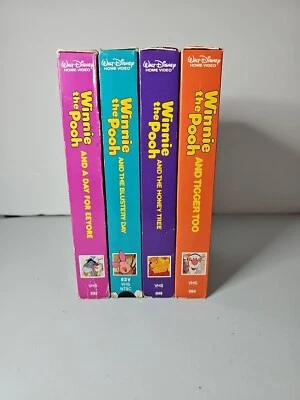 Walt Disney
HOME VIDEO
Winnie
the Pooh
AND A DAY FOR EEYORE
VHS
Walt Disney
HOME VIDEO
Winnie
the Pooh
AND THE BLUSTERY DAY
VHS
NTSC
Walt Disney
HOME VIDEO
Winnie
the Pooh
AND THE HONEY TREE
VHS
Walt Disney
HOME VIDEO
Winnie
the Pooh
AND TIGGER TOO
VHS